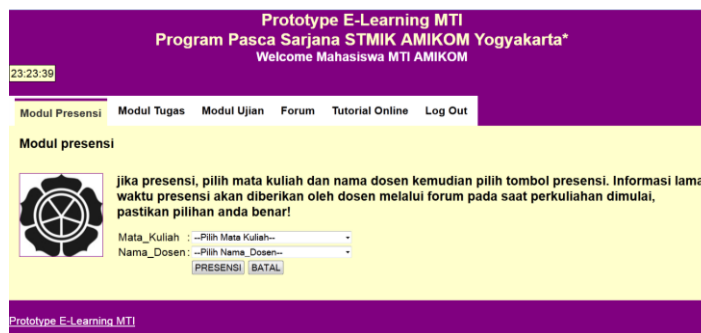 Prototype E-Learning MTI
Program Pasca Sarjana STMIK AMIKOM Yogyakarta*
Welcome Mahasiswa MTI AMIKOM
23:23:39
Modul Presensi Modul Tugas Modul Ujian Forum Tutorial Online Log Out
Modul presensi
jika presensi, pilih mata kuliah dan nama dosen kemudian pilih tombol presensi. Informasi lama
waktu presensi akan diberikan oleh dosen melalui forum pada saat perkuliahan dimulai,
pastikan pilihan anda benar!
Mata_Kuliah : --Pilih Mata Kuliah--
Nama_Dosen : --Pilih Nama_Dosen--
PRESENSI BATAL
Prototype E-Learning MTI